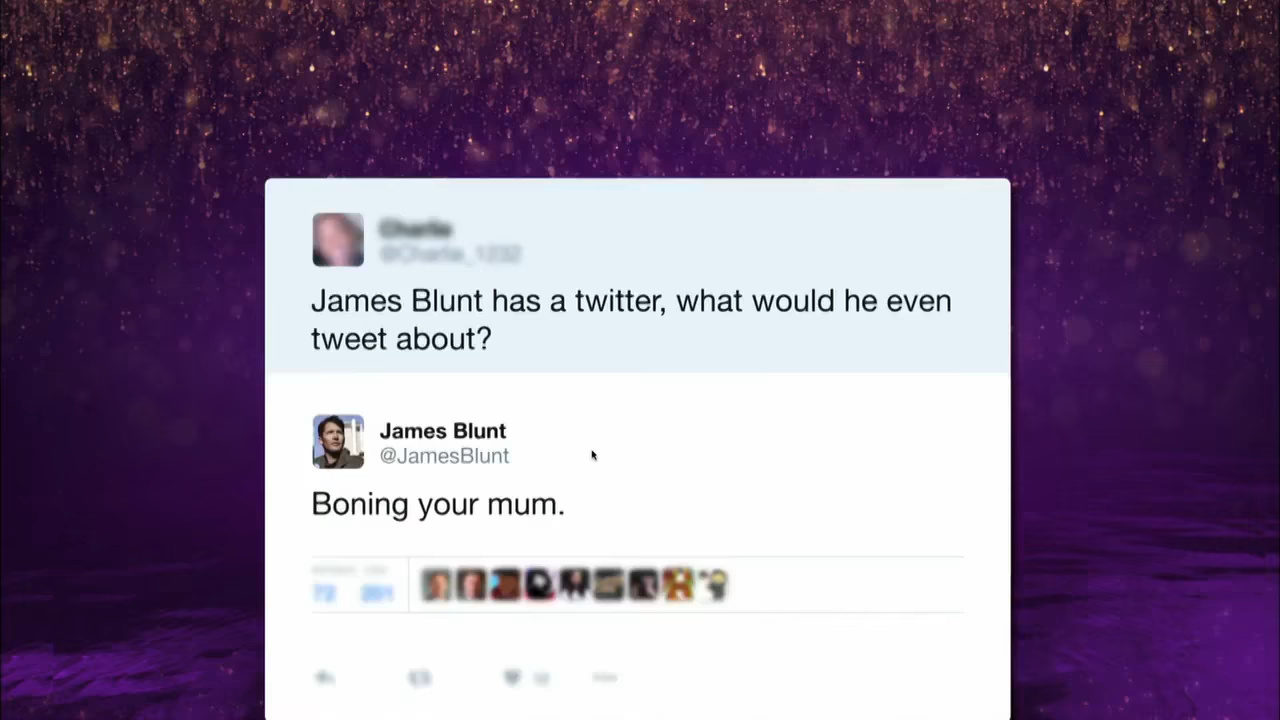 James Blunt has a twitter, what would he even
tweet about?
James Blunt
@JamesBlunt
Boning your mum.